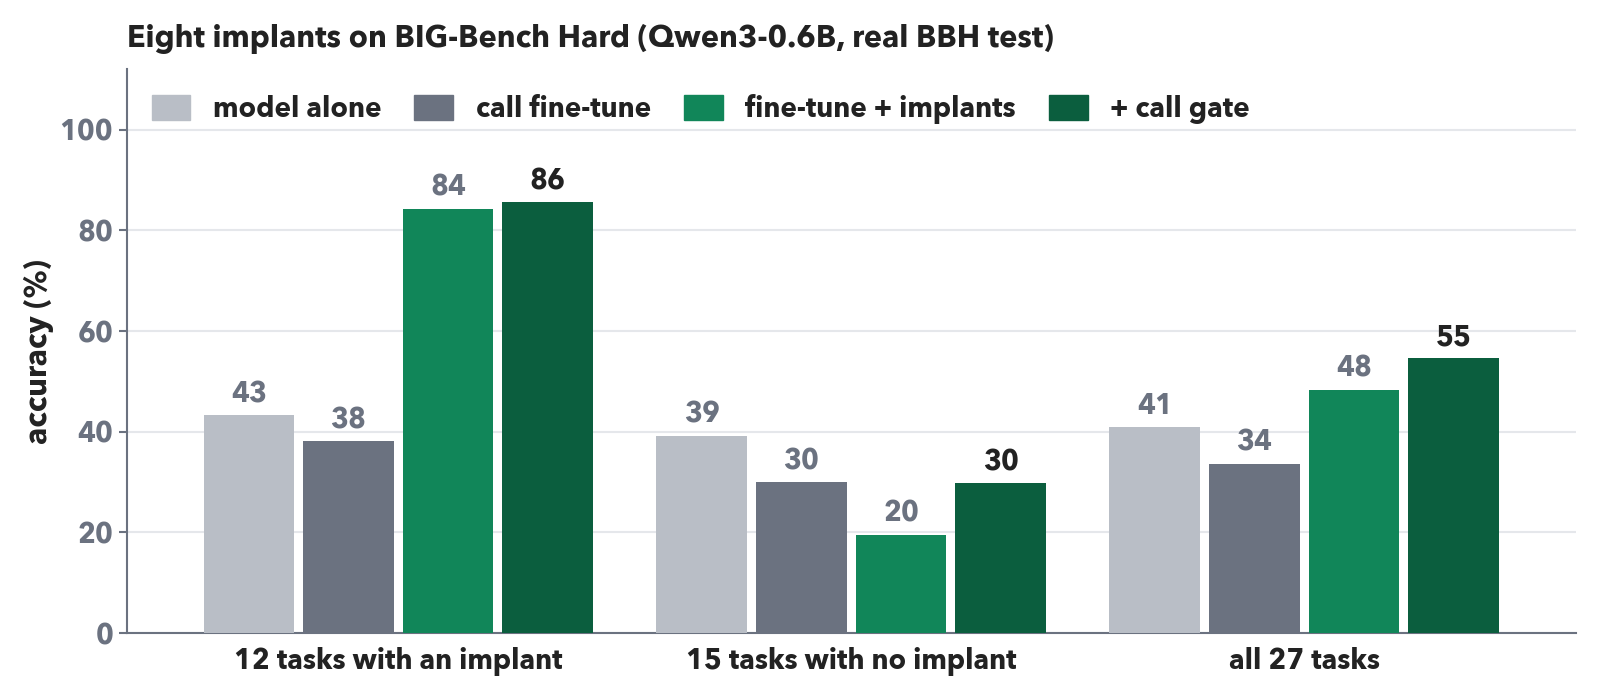 Eight implants on BIG-Bench Hard (Qwen3-0.6B, real BBH test)
model alone call fine-tune fine-tune + implants + call gate
accuracy (%)
100
80
60
40
20
0
43 38 84 86
39 30 20 30
41 34 48 55
12 tasks with an implant 15 tasks with no implant all 27 tasks